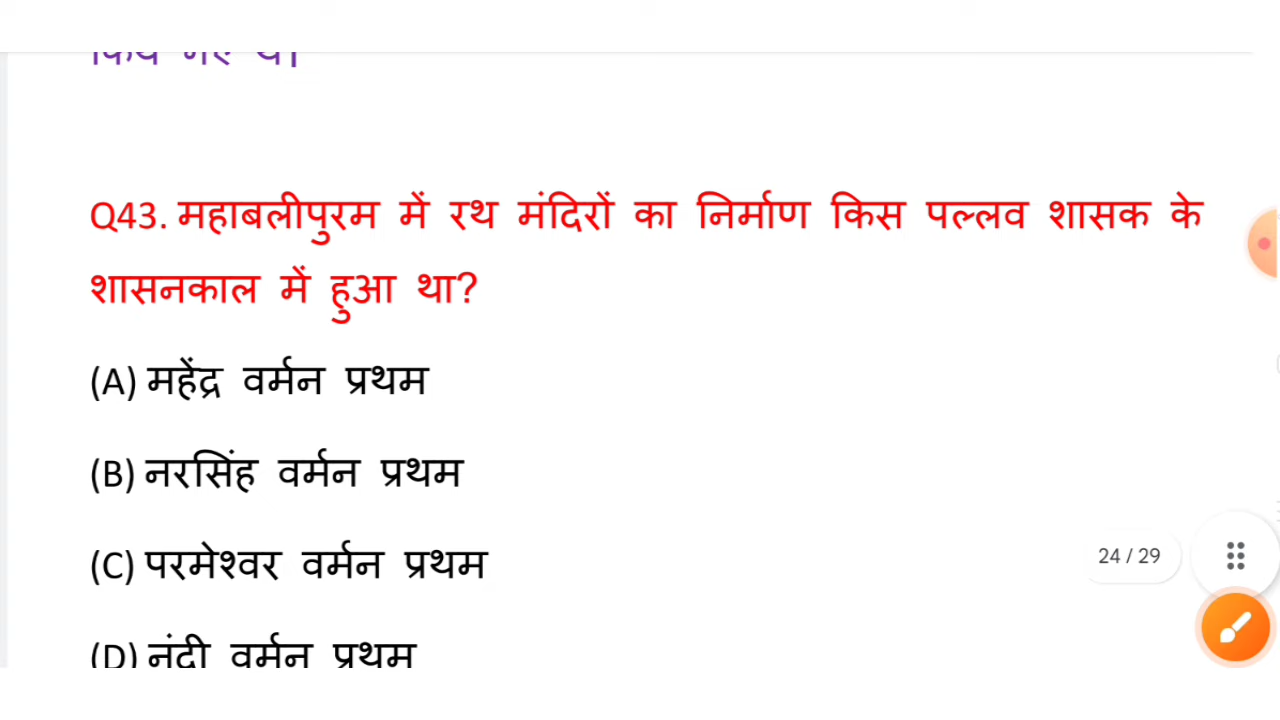 Q43. महाबलीपुरम में रथ मंदिरों का निर्माण किस पल्लव शासक के
शासनकाल में हुआ था?
(A) महेंद्र वर्मन प्रथम
(B) नरसिंह वर्मन प्रथम
(C) परमेश्वर वर्मन प्रथम
24 / 29
(D) नंदी वर्मन प्रथम